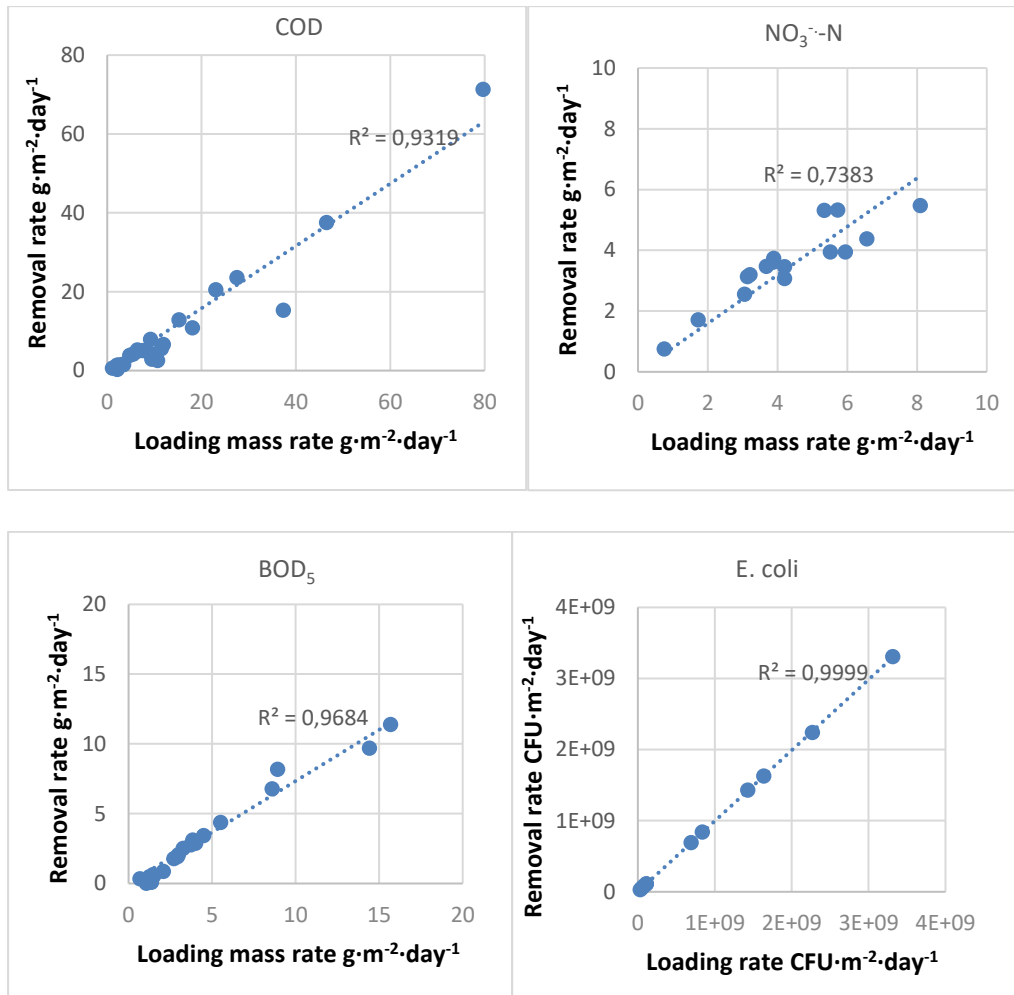 COD
80
60
40
20
0
0 20 40 60 80
R² = 0,9319
Removal rate g·m⁻²·day⁻¹
Loading mass rate g·m⁻²·day⁻¹
NO₃⁻·-N
10
8
6
4
2
0
0 2 4 6 8 10
R² = 0,7383
Removal rate g·m⁻²·day⁻¹
Loading mass rate g·m⁻²·day⁻¹
BOD₅
20
15
10
5
0
0 5 10 15 20
R² = 0,9684
Removal rate g·m⁻²·day⁻¹
Loading mass rate g·m⁻²·day⁻¹
E. coli
4E+09
3E+09
2E+09
1E+09
0
0 1E+09 2E+09 3E+09 4E+09
R² = 0,9999
Removal rate CFU·m⁻²·day⁻¹
Loading rate CFU·m⁻²·day⁻¹